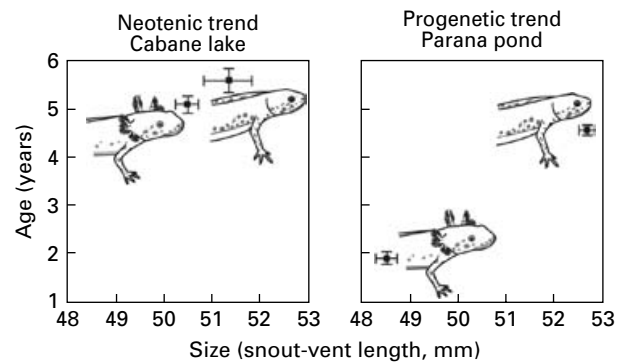 Neotenic trend
Cabane lake
Progenetic trend
Parana pond
Age (years)
6
5
4
3
2
1
48 49 50 51 52 53
48 49 50 51 52 53
Size (snout-vent length, mm)